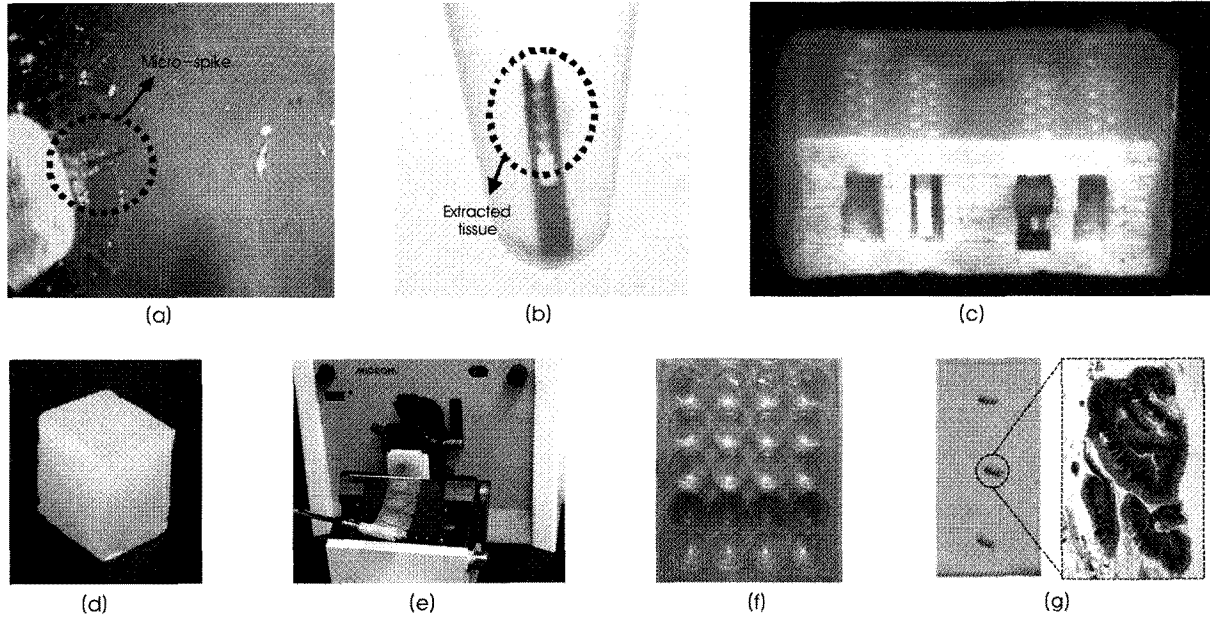 Micro-spike
Extracted
tissue
(a)
(b)
(c)
MICROM
(d)
(e)
(f)
(g)